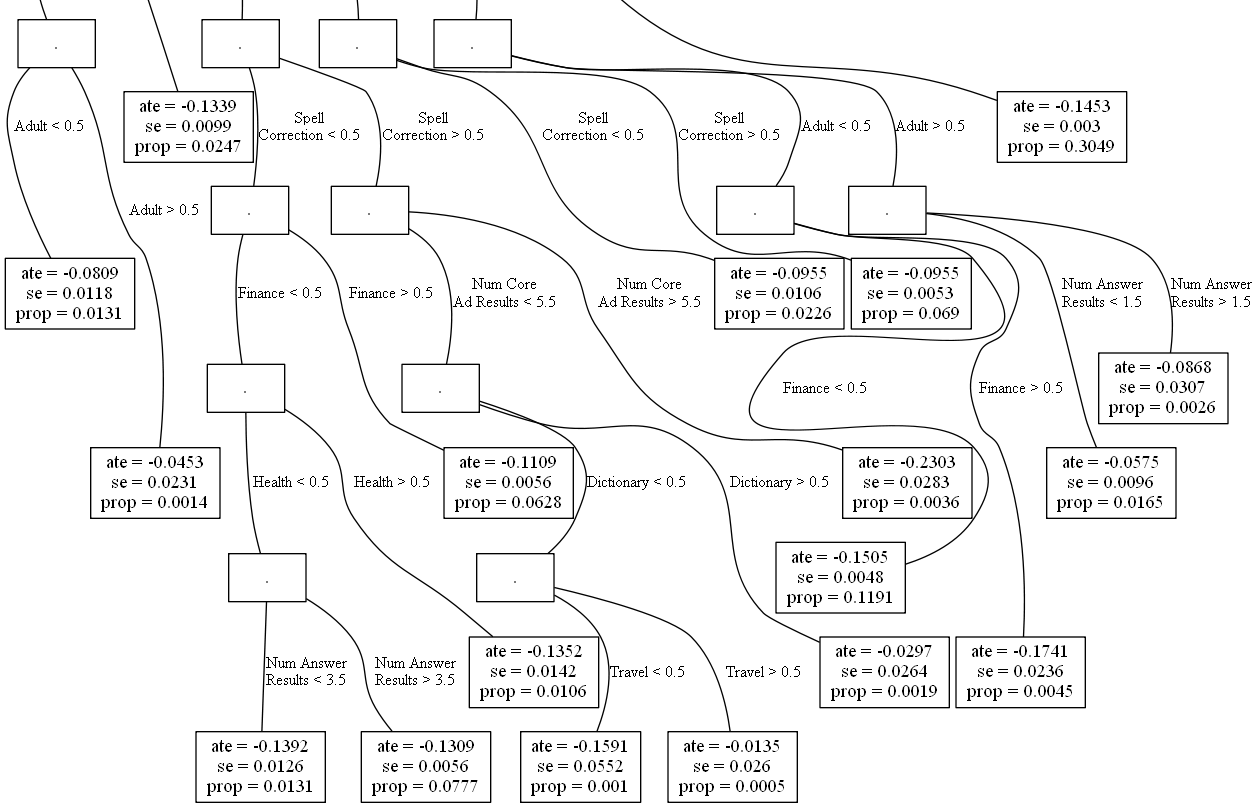 ate = -0.1339
se = 0.0099
prop = 0.0247
ate = -0.1453
se = 0.003
prop = 0.3049
Adult < 0.5
Spell
Correction < 0.5
Spell
Correction > 0.5
Spell
Correction < 0.5
Spell
Correction > 0.5
Adult < 0.5
Adult > 0.5
Adult > 0.5
ate = -0.0809
se = 0.0118
prop = 0.0131
Finance < 0.5
Finance > 0.5
Num Core
Ad Results < 5.5
Num Core
Ad Results > 5.5
ate = -0.0955
se = 0.0106
prop = 0.0226
ate = -0.0955
se = 0.0053
prop = 0.069
Num Answer
Results < 1.5
Num Answer
Results > 1.5
Finance < 0.5
Finance > 0.5
ate = -0.0868
se = 0.0307
prop = 0.0026
ate = -0.0453
se = 0.0231
prop = 0.0014
Health < 0.5
Health > 0.5
ate = -0.1109
se = 0.0056
prop = 0.0628
Dictionary < 0.5
Dictionary > 0.5
ate = -0.2303
se = 0.0283
prop = 0.0036
ate = -0.0575
se = 0.0096
prop = 0.0165
ate = -0.1505
se = 0.0048
prop = 0.1191
Num Answer
Results < 3.5
Num Answer
Results > 3.5
ate = -0.1352
se = 0.0142
prop = 0.0106
Travel < 0.5
Travel > 0.5
ate = -0.0297
se = 0.0264
prop = 0.0019
ate = -0.1741
se = 0.0236
prop = 0.0045
ate = -0.1392
se = 0.0126
prop = 0.0131
ate = -0.1309
se = 0.0056
prop = 0.0777
ate = -0.1591
se = 0.0552
prop = 0.001
ate = -0.0135
se = 0.026
prop = 0.0005